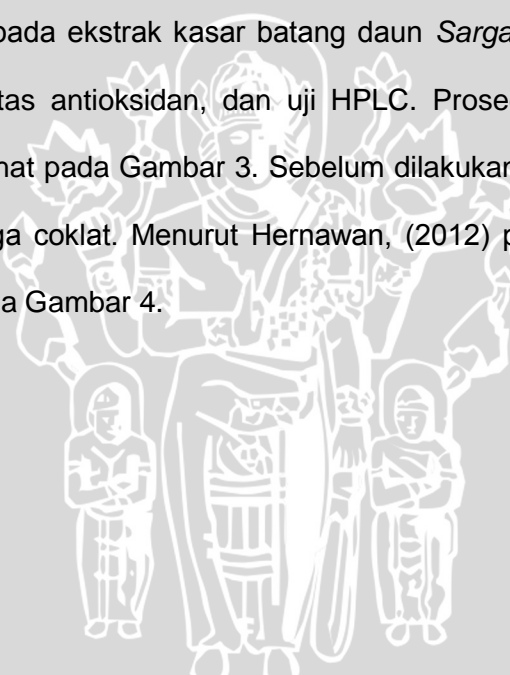 pada ekstrak kasar batang daun Sarga
tas antioksidan, dan uji HPLC. Prose
hat pada Gambar 3. Sebelum dilakukan
ga coklat. Menurut Hernawan, (2012) p
a Gambar 4.